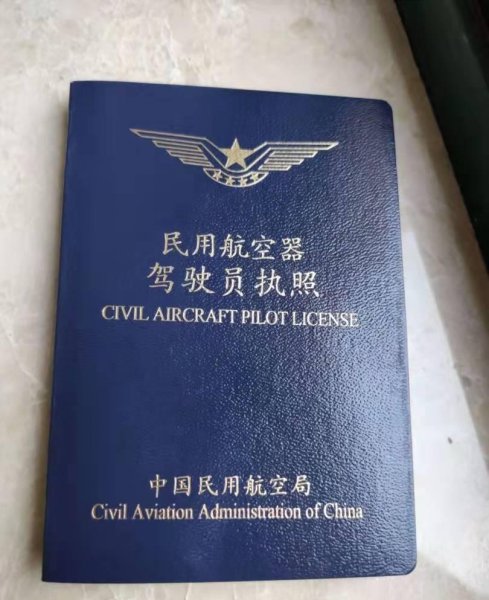 民用航空器
驾驶员执照
CIVIL AIRCRAFT PILOT LICENSE
中国民用航空局
Civil Aviation Administration of China